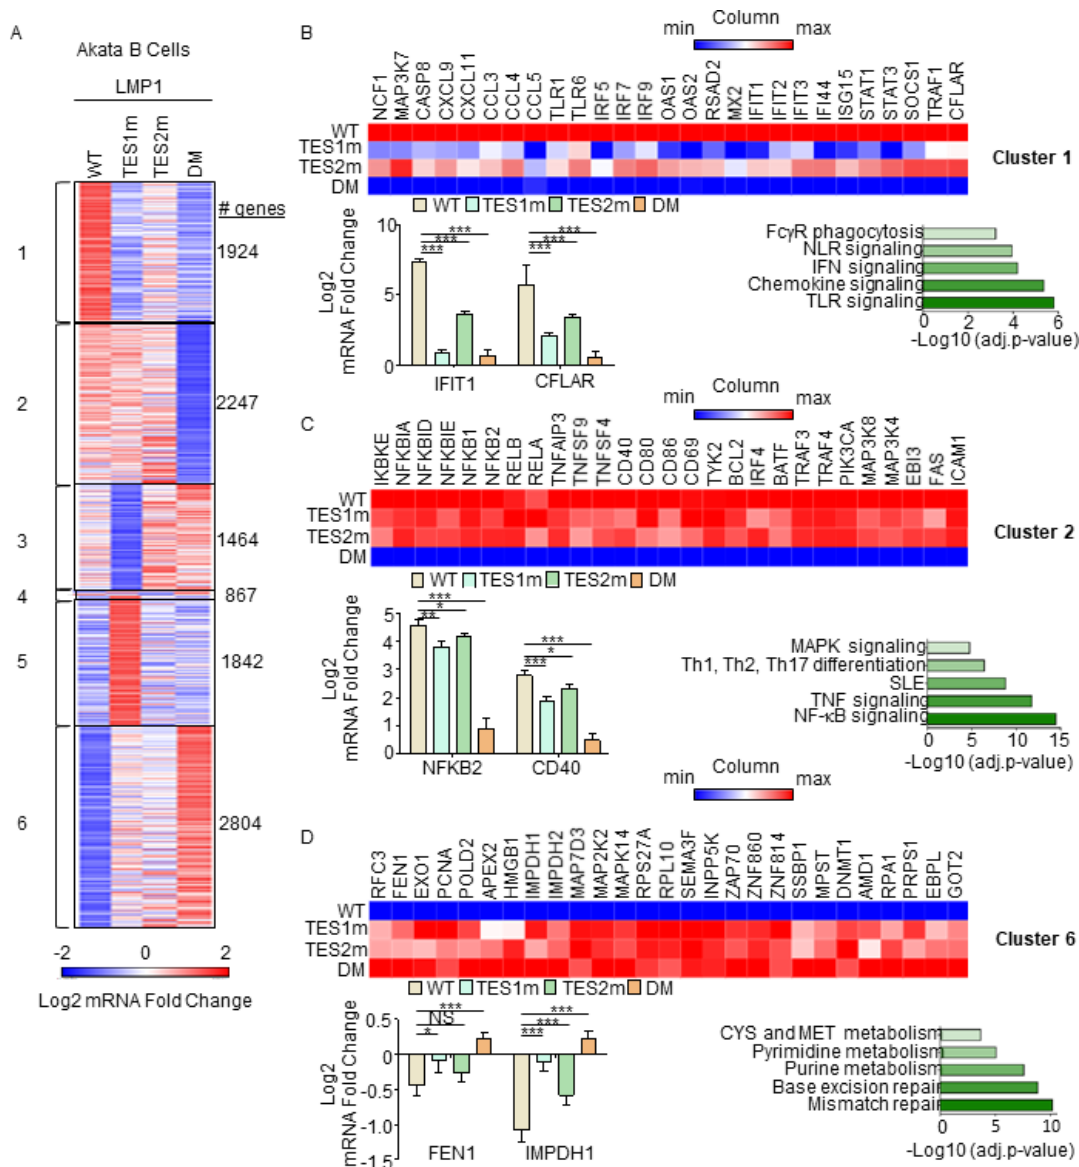 A
Akata B Cells
LMP1
WT
TES1m
TES2m
DM
# genes
1
1924
2
2247
3
1464
4
867
5
1842
6
2804
-2 0 2
Log2 mRNA Fold Change
B
min Column max
NCF1 MAP3K7 CASP8 CXCL9 CXCL11 CCL3 CCL4 CCL5 TLR1 TLR6 IRF5 IRF7 IRF9 OAS1 OAS2 RSAD2 MX2 IFIT1 IFIT2 IFIT3 IFI44 ISG15 STAT1 STAT3 SOCS1 TRAF1 CFLAR
WT
TES1m
TES2m
DM
Cluster 1
WT TES1m TES2m DM
Log2
mRNA Fold Change
10
5
0
*** *** ***
*** *** ***
IFIT1 CFLAR
FcγR phagocytosis
NLR signaling
IFN signaling
Chemokine signaling
TLR signaling
0 2 4 6
-Log10 (adj.p-value)
C
min Column max
IKBKE NFKBIA NFKBID NFKBIE NFKB1 NFKB2 RELB RELA TNFAIP3 TNFSF9 TNFSF4 CD40 CD80 CD86 CD69 TYK2 BCL2 IRF4 BATF TRAF3 TRAF4 PIK3CA MAP3K8 MAP3K4 EBI3 FAS ICAM1
WT
TES1m
TES2m
DM
Cluster 2
WT TES1m TES2m DM
Log2
mRNA Fold Change
5
4
3
2
1
0
*** * **
*** * ***
NFKB2 CD40
MAPK signaling
Th1, Th2, Th17 differentiation
SLE
TNF signaling
NF-κB signaling
0 5 10 15
-Log10 (adj.p-value)
min Column max
D
RFC3 FEN1 EXO1 PCNA POLD2 APEX2 HMGB1 IMPDH1 IMPDH2 MAP7D3 MAP2K2 MAPK14 RPS27A RPL10 SEMA3F INPP5K ZAP70 ZNF860 ZNF814 SSBP1 MPST DNMT1 AMD1 RPA1 PRPS1 EBPL GOT2
WT
TES1m
TES2m
DM
Cluster 6
WT TES1m TES2m DM
Log2
mRNA Fold Change
0.5
0
-0.5
-1.0
-1.5
*** NS *
*** *** ***
FEN1 IMPDH1
CYS and MET metabolism
Pyrimidine metabolism
Purine metabolism
Base excision repair
Mismatch repair
0 5 10
-Log10 (adj.p-value)